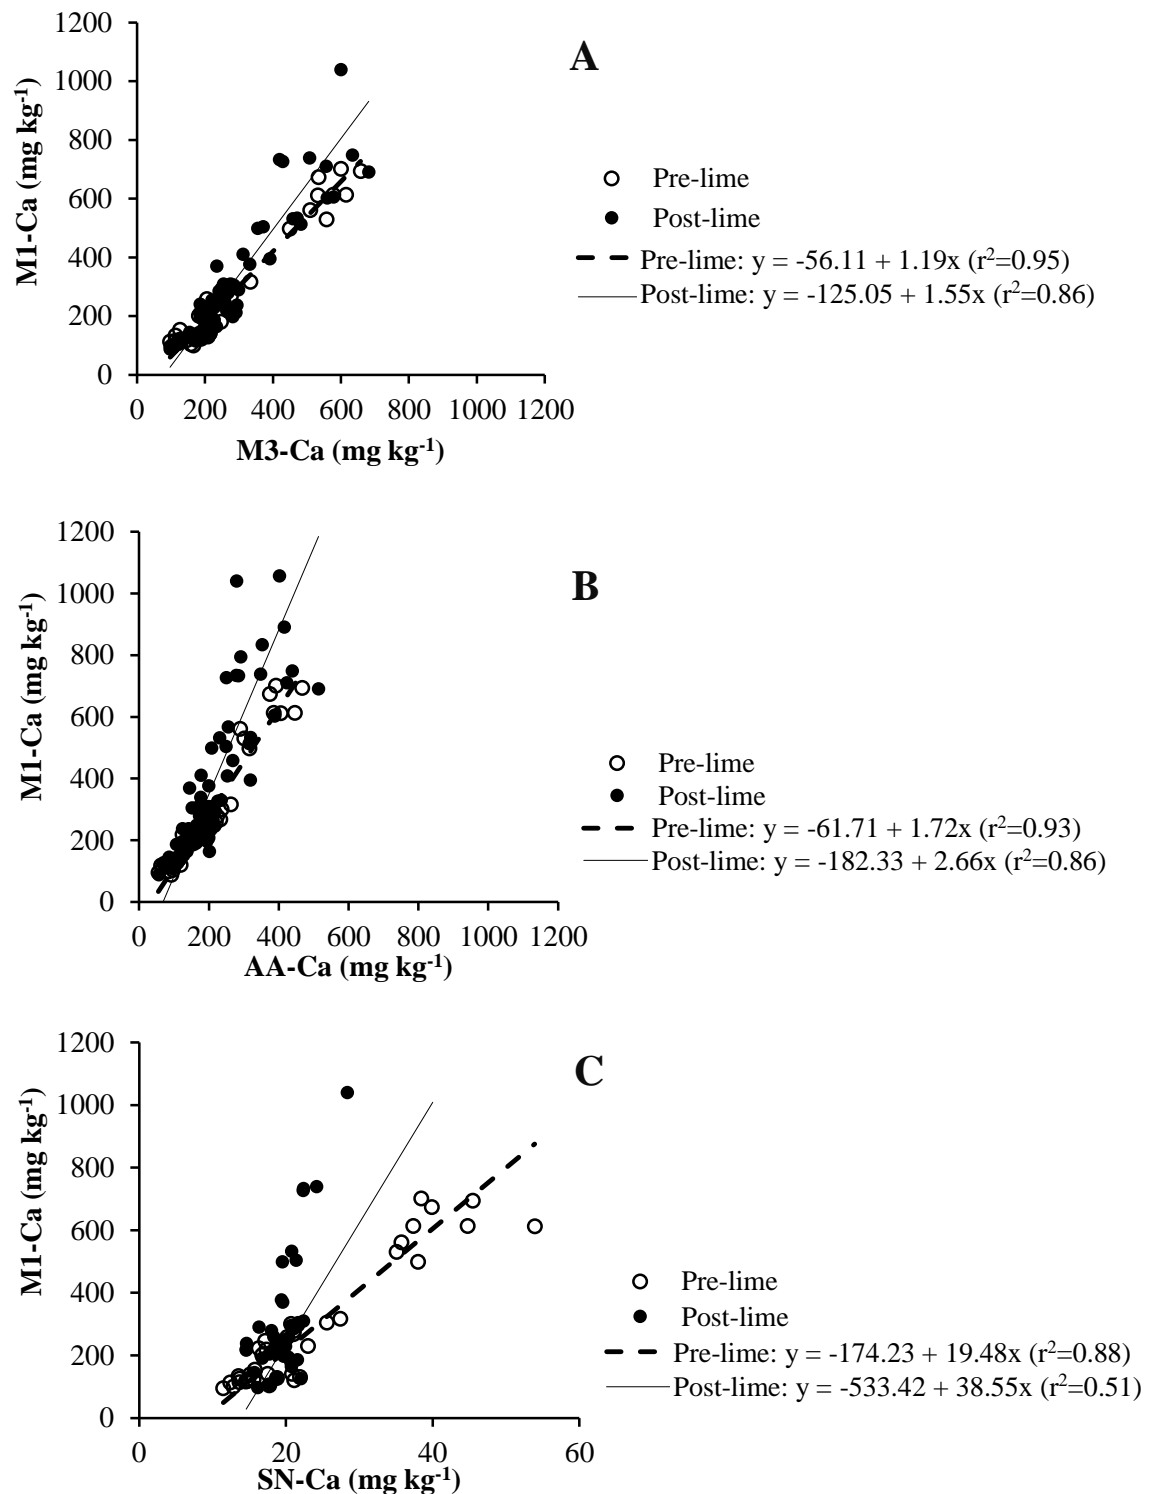 A
1200
1000
800
600
400
200
0
M1-Ca (mg kg-1)
0 200 400 600 800 1000 1200
M3-Ca (mg kg-1)
Pre-lime
Post-lime
Pre-lime: y = -56.11 + 1.19x (r2=0.95)
Post-lime: y = -125.05 + 1.55x (r2=0.86)
B
1200
1000
800
600
400
200
0
M1-Ca (mg kg-1)
0 200 400 600 800 1000 1200
AA-Ca (mg kg-1)
Pre-lime
Post-lime
Pre-lime: y = -61.71 + 1.72x (r2=0.93)
Post-lime: y = -182.33 + 2.66x (r2=0.86)
C
1200
1000
800
600
400
200
0
M1-Ca (mg kg-1)
0 20 40 60
SN-Ca (mg kg-1)
Pre-lime
Post-lime
Pre-lime: y = -174.23 + 19.48x (r2=0.88)
Post-lime: y = -533.42 + 38.55x (r2=0.51)